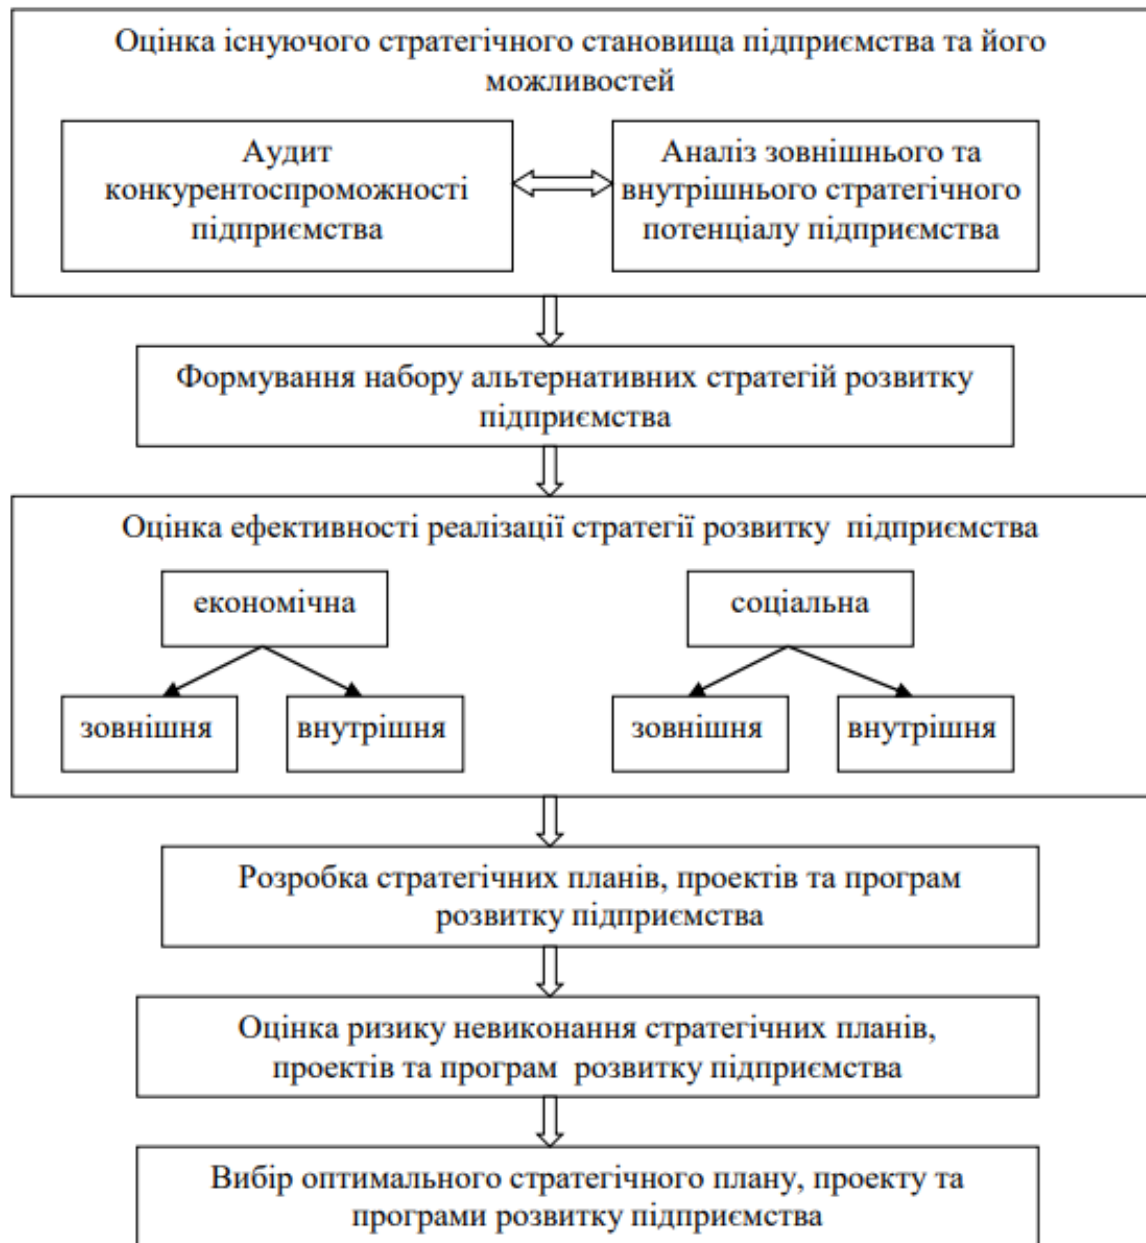 Оцінка існуючого стратегічного становища підприємства та його
можливостей
Аудит
конкурентоспроможності
підприємства
Аналіз зовнішнього та
внутрішнього стратегічного
потенціалу підприємства
Формування набору альтернативних стратегій розвитку
підприємства
Оцінка ефективності реалізації стратегії розвитку підприємства
економічна
соціальна
зовнішня
внутрішня
зовнішня
внутрішня
Розробка стратегічних планів, проектів та програм
розвитку підприємства
Оцінка ризику невиконання стратегічних планів,
проектів та програм розвитку підприємства
Вибір оптимального стратегічного плану, проекту та
програми розвитку підприємства